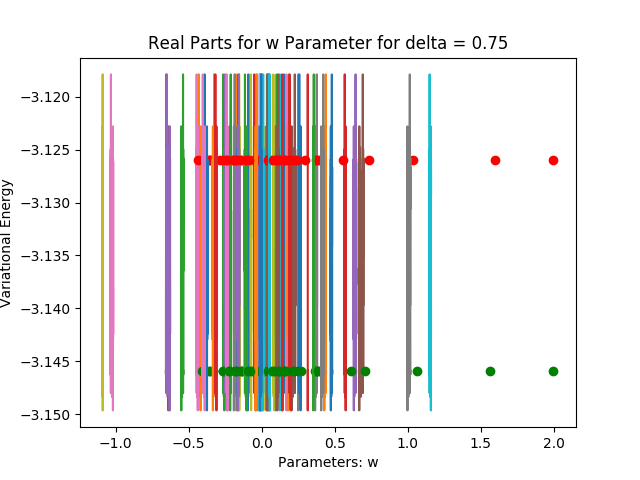 Real Parts for w Parameter for delta = 0.75
Variational Energy
−3.120
−3.125
−3.130
−3.135
−3.140
−3.145
−3.150
−1.0 −0.5 0.0 0.5 1.0 1.5 2.0
Parameters: w